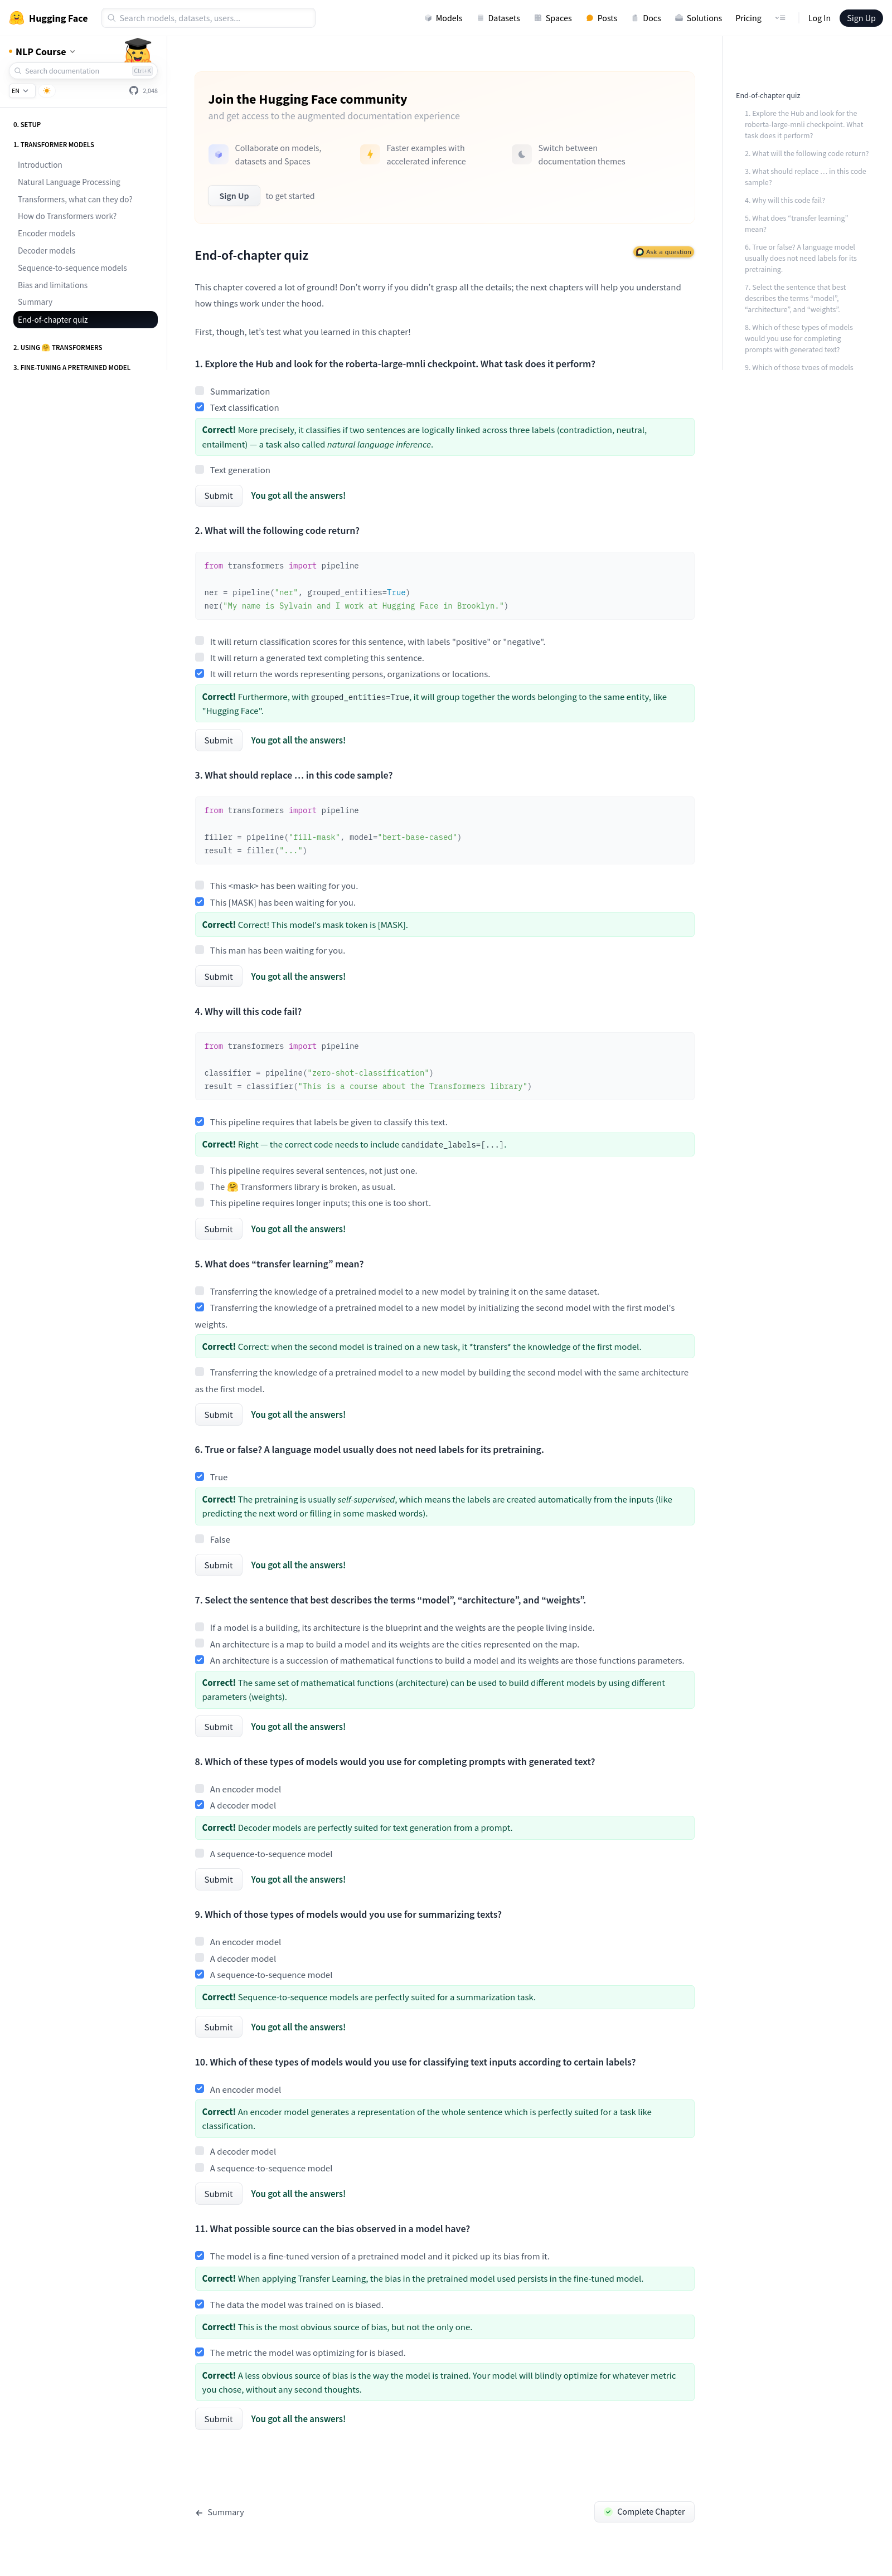 Hugging Face
Search models, datasets, users...
Models
Datasets
Spaces
Posts
Docs
Solutions
Pricing
Log In
Sign Up
NLP Course
Search documentation
Ctrl+K
EN
2,048
0. SETUP
1. TRANSFORMER MODELS
Introduction
Natural Language Processing
Transformers, what can they do?
How do Transformers work?
Encoder models
Decoder models
Sequence-to-sequence models
Bias and limitations
Summary
End-of-chapter quiz
2. USING 🤗 TRANSFORMERS
3. FINE-TUNING A PRETRAINED MODEL
Join the Hugging Face community
and get access to the augmented documentation experience
Collaborate on models,
datasets and Spaces
Faster examples with
accelerated inference
Switch between
documentation themes
Sign Up
to get started
End-of-chapter quiz
Ask a question
This chapter covered a lot of ground! Don't worry if you didn't grasp all the details; the next chapters will help you understand
how things work under the hood.
First, though, let's test what you learned in this chapter!
1. Explore the Hub and look for the roberta-large-mnli checkpoint. What task does it perform?
Summarization
Text classification
Correct! More precisely, it classifies if two sentences are logically linked across three labels (contradiction, neutral,
entailment) — a task also called natural language inference.
Text generation
Submit
You got all the answers!
2. What will the following code return?
from transformers import pipeline
ner = pipeline("ner", grouped_entities=True)
ner("My name is Sylvain and I work at Hugging Face in Brooklyn.")
It will return classification scores for this sentence, with labels "positive" or "negative".
It will return a generated text completing this sentence.
It will return the words representing persons, organizations or locations.
Correct! Furthermore, with grouped_entities=True, it will group together the words belonging to the same entity, like
"Hugging Face".
Submit
You got all the answers!
3. What should replace … in this code sample?
from transformers import pipeline
filler = pipeline("fill-mask", model="bert-base-cased")
result = filler("...")
This <mask> has been waiting for you.
This [MASK] has been waiting for you.
Correct! Correct! This model's mask token is [MASK].
This man has been waiting for you.
Submit
You got all the answers!
4. Why will this code fail?
from transformers import pipeline
classifier = pipeline("zero-shot-classification")
result = classifier("This is a course about the Transformers library")
This pipeline requires that labels be given to classify this text.
Correct! Right — the correct code needs to include candidate_labels=[...].
This pipeline requires several sentences, not just one.
The 🤗 Transformers library is broken, as usual.
This pipeline requires longer inputs; this one is too short.
Submit
You got all the answers!
5. What does “transfer learning” mean?
Transferring the knowledge of a pretrained model to a new model by training it on the same dataset.
Transferring the knowledge of a pretrained model to a new model by initializing the second model with the first model's
weights.
Correct! Correct: when the second model is trained on a new task, it *transfers* the knowledge of the first model.
Transferring the knowledge of a pretrained model to a new model by building the second model with the same architecture
as the first model.
Submit
You got all the answers!
6. True or false? A language model usually does not need labels for its pretraining.
True
Correct! The pretraining is usually self-supervised, which means the labels are created automatically from the inputs (like
predicting the next word or filling in some masked words).
False
Submit
You got all the answers!
7. Select the sentence that best describes the terms “model”, “architecture”, and “weights”.
If a model is a building, its architecture is the blueprint and the weights are the people living inside.
An architecture is a map to build a model and its weights are the cities represented on the map.
An architecture is a succession of mathematical functions to build a model and its weights are those functions parameters.
Correct! The same set of mathematical functions (architecture) can be used to build different models by using different
parameters (weights).
Submit
You got all the answers!
8. Which of these types of models would you use for completing prompts with generated text?
An encoder model
A decoder model
Correct! Decoder models are perfectly suited for text generation from a prompt.
A sequence-to-sequence model
Submit
You got all the answers!
9. Which of those types of models would you use for summarizing texts?
An encoder model
A decoder model
A sequence-to-sequence model
Correct! Sequence-to-sequence models are perfectly suited for a summarization task.
Submit
You got all the answers!
10. Which of these types of models would you use for classifying text inputs according to certain labels?
An encoder model
Correct! An encoder model generates a representation of the whole sentence which is perfectly suited for a task like
classification.
A decoder model
A sequence-to-sequence model
Submit
You got all the answers!
11. What possible source can the bias observed in a model have?
The model is a fine-tuned version of a pretrained model and it picked up its bias from it.
Correct! When applying Transfer Learning, the bias in the pretrained model used persists in the fine-tuned model.
The data the model was trained on is biased.
Correct! This is the most obvious source of bias, but not the only one.
The metric the model was optimizing for is biased.
Correct! A less obvious source of bias is the way the model is trained. Your model will blindly optimize for whatever metric
you chose, without any second thoughts.
Submit
You got all the answers!
← Summary
Complete Chapter
End-of-chapter quiz
1. Explore the Hub and look for the
roberta-large-mnli checkpoint. What
task does it perform?
2. What will the following code return?
3. What should replace … in this code
sample?
4. Why will this code fail?
5. What does “transfer learning”
mean?
6. True or false? A language model
usually does not need labels for its
pretraining.
7. Select the sentence that best
describes the terms “model”,
“architecture”, and “weights”.
8. Which of these types of models
would you use for completing
prompts with generated text?
9. Which of those types of models